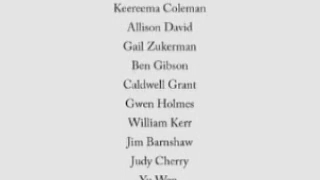 Keereema Coleman
Allison David
Gail Zukerman
Ben Gibson
Caldwell Grant
Gwen Holmes
William Kerr
Jim Barnshaw
Judy Cherry